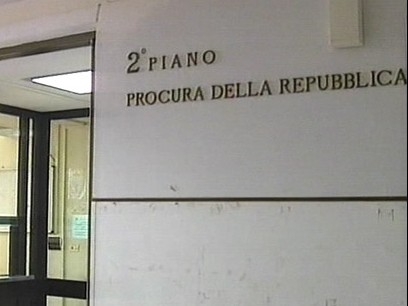 2° PIANO
PROCURA DELLA REPUBBLICA